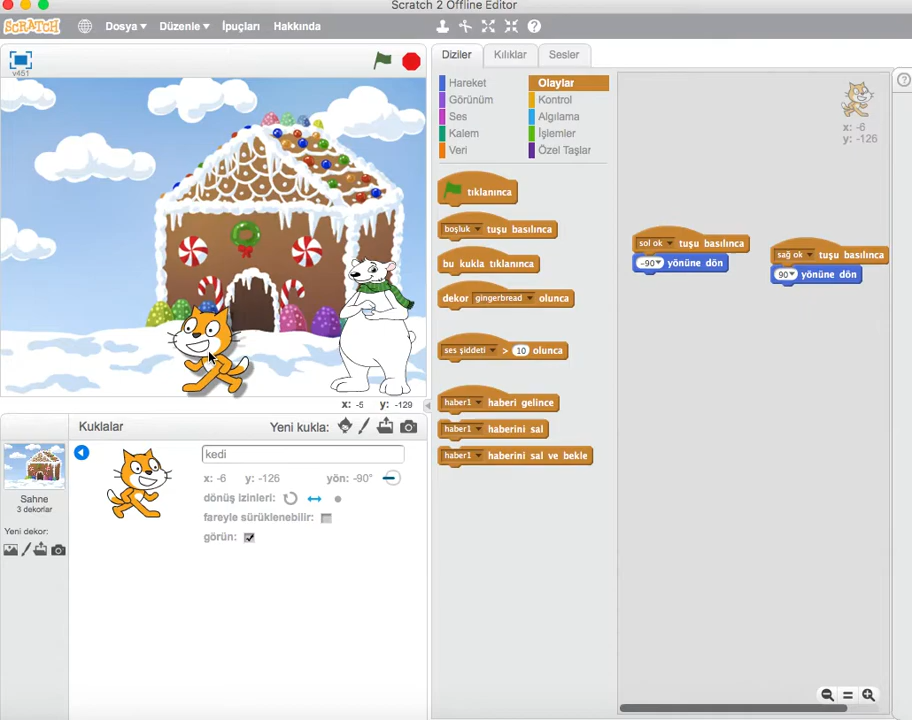 Scratch 2 Offline Editor
SCRATCH Dosya Düzenle İpuçları Hakkında
v451
Diziler Kılıklar Sesler
Hareket Olaylar
Görünüm Kontrol
Ses Algılama
Kalem İşlemler
Veri Özel Taşlar
tıklanınca
boşluk tuşu basılınca
bu kukla tıklanınca
dekor gingerbread olunca
ses şiddeti > 10 olunca
haber1 haberi gelince
haber1 haberini sal
haber1 haberini sal ve bekle
x: -6
y: -126
sol ok tuşu basılınca
-90 yönüne dön
sağ ok tuşu basılınca
90 yönüne dön
x: -5 y: -129
Kuklalar Yeni kukla:
Sahne
3 dekorlar
Yeni dekor:
kedi
x: -6 y: -126 yön: -90°
dönüş izinleri:
fareyle sürüklenebilir:
görün: